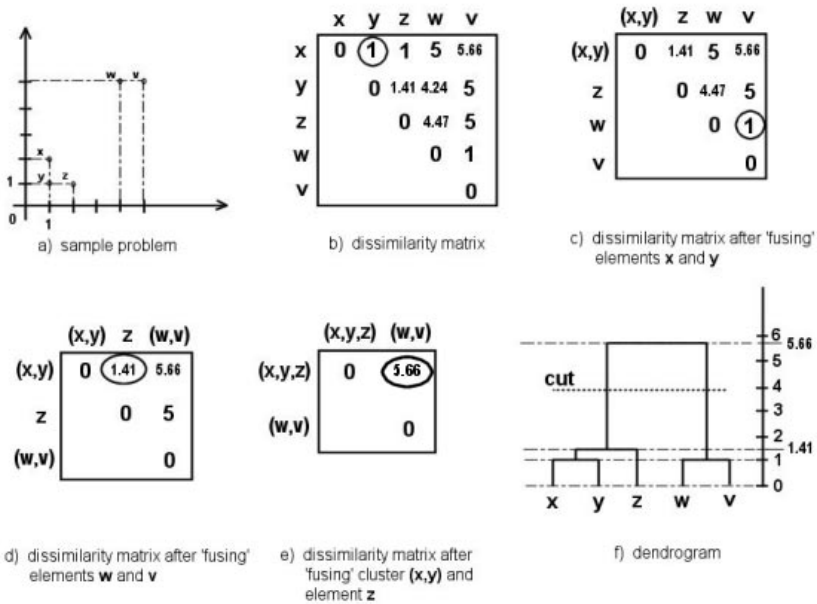 w v
x
1 y z
0 1
a) sample problem
x y z w v
x 0 1 1 5 5.66
y 0 1.41 4.24 5
z 0 4.47 5
w 0 1
v 0
b) dissimilarity matrix
(x,y) z w v
(x,y) 0 1.41 5 5.66
z 0 4.47 5
w 0 1
v 0
c) dissimilarity matrix after 'fusing'
elements x and y
(x,y) z (w,v)
(x,y) 0 1.41 5.66
z 0 5
(w,v) 0
d) dissimilarity matrix after 'fusing'
elements w and v
(x,y,z) (w,v)
(x,y,z) 0 5.66
(w,v) 0
e) dissimilarity matrix after
'fusing' cluster (x,y) and
element z
6
5.66
5
cut
4
3
2
1.41
1
0
x y z w v
f) dendrogram